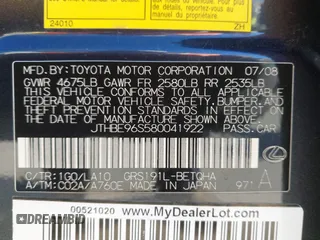 24010
ZH
MFD. BY: TOYOTA MOTOR CORPORATION 07/08
GVWR 4675LB GAWR FR 2580LB RR 2535LB
THIS VEHICLE CONFORMS TO ALL APPLICABLE
FEDERAL MOTOR VEHICLE SAFETY, BUMPER, AND
THEFT PREVENTION STANDARDS IN EFFECT ON
THE DATE OF MANUFACTURE SHOWN ABOVE.
JTHBE96S580041922 PASS.CAR
C/TR:1G0/LA10 GRS191L-BETQHA
A/TM:C02A/A760E MADE IN JAPAN 971 A
00521020
www.MyDealerLot.com